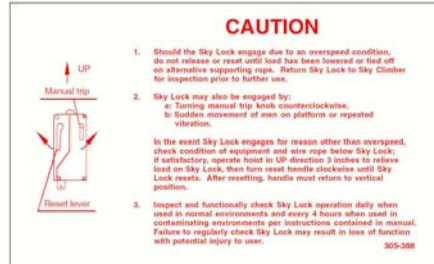 CAUTION
UP
Manual trip
Reset lever
1. Should the Sky Lock engage due to an overspeed condition,
do not release or reset until load has been lowered or tied off
on alternative supporting rope. Return Sky Lock to Sky Climber
for inspection prior to further use.
2. Sky Lock may also be engaged by:
a: Turning manual trip knob counterclockwise.
b: Sudden movement of men on platform or repeated
vibration.
In the event Sky Lock engages for reason other than overspeed,
check condition of equipment and wire rope below Sky Lock;
if satisfactory, operate hoist in UP direction 3 inches to relieve
load on Sky Lock, then turn reset handle clockwise until Sky
Lock resets. After resetting, handle must return to vertical
position.
3. Inspect and functionally check Sky Lock operation daily when
used in normal environments and every 4 hours when used in
contaminating environments per instructions contained in manual.
Failure to regularly check Sky Lock may result in loss of function
with potential injury to user.
305-388